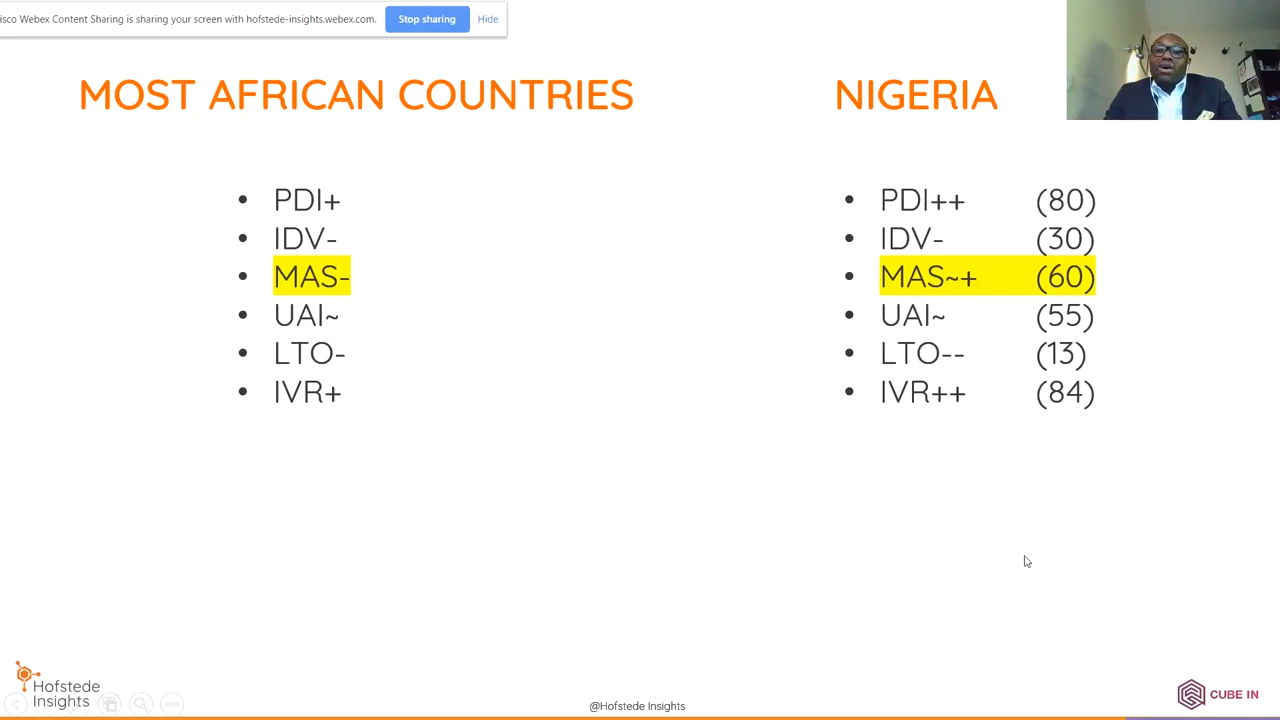 isco Webex Content Sharing is sharing your screen with hofstede-insights.webex.com. Stop sharing Hide
MOST AFRICAN COUNTRIES
• PDI+
• IDV-
• MAS-
• UAI~
• LTO-
• IVR+
NIGERIA
• PDI++ (80)
• IDV- (30)
• MAS~+ (60)
• UAI~ (55)
• LTO-- (13)
• IVR++ (84)
Hofstede
Insights
@Hofstede Insights
CUBE IN